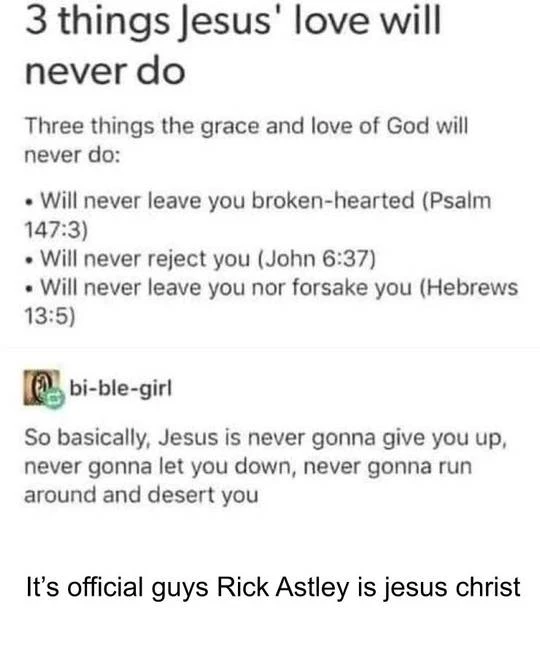 3 things Jesus' love will
never do
Three things the grace and love of God will
never do:
• Will never leave you broken-hearted (Psalm
147:3)
• Will never reject you (John 6:37)
• Will never leave you nor forsake you (Hebrews
13:5)
bi-ble-girl
So basically, Jesus is never gonna give you up,
never gonna let you down, never gonna run
around and desert you
It’s official guys Rick Astley is jesus christ